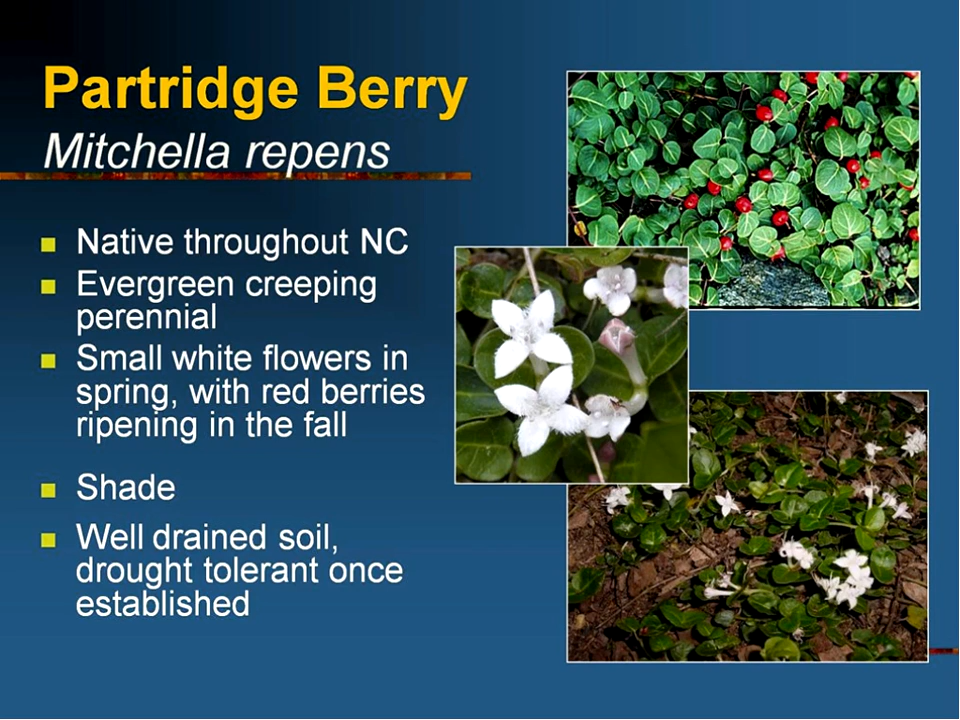 Partridge Berry
Mitchella repens
Native throughout NC
Evergreen creeping
perennial
Small white flowers in
spring, with red berries
ripening in the fall
Shade
Well drained soil,
drought tolerant once
established